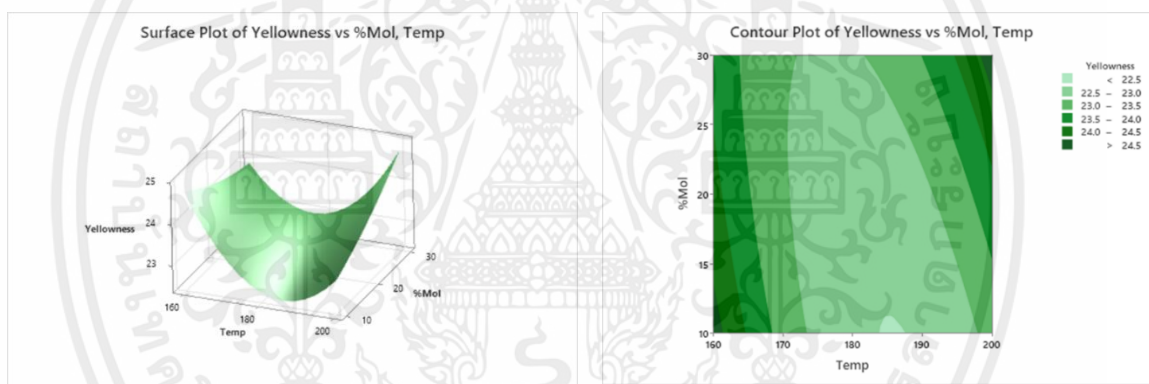 Surface Plot of Yellowness vs %Mol, Temp
25
24
23
Yellowness
160
180
200
Temp
10
20
30
%Mol
Contour Plot of Yellowness vs %Mol, Temp
30
25
20
15
10
%Mol
160 170 180 190 200
Temp
Yellowness
< 22.5
22.5 – 23.0
23.0 – 23.5
23.5 – 24.0
24.0 – 24.5
> 24.5